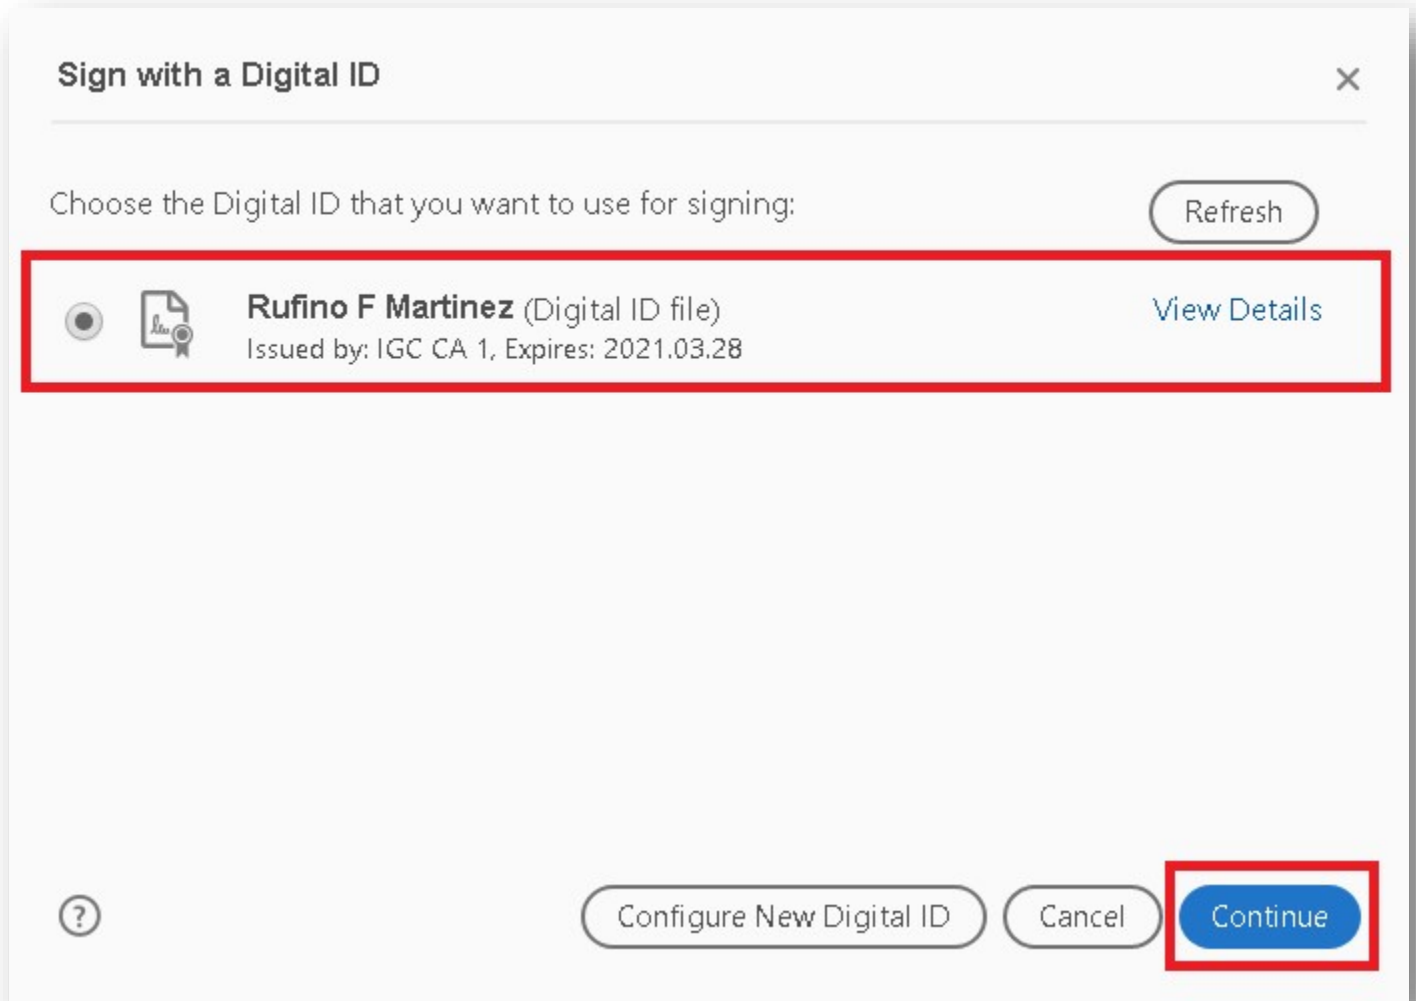 Sign with a Digital ID
Choose the Digital ID that you want to use for signing:
Refresh
Rufino F Martinez (Digital ID file)
View Details
Issued by: IGC CA 1, Expires: 2021.03.28
?
Configure New Digital ID
Cancel
Continue